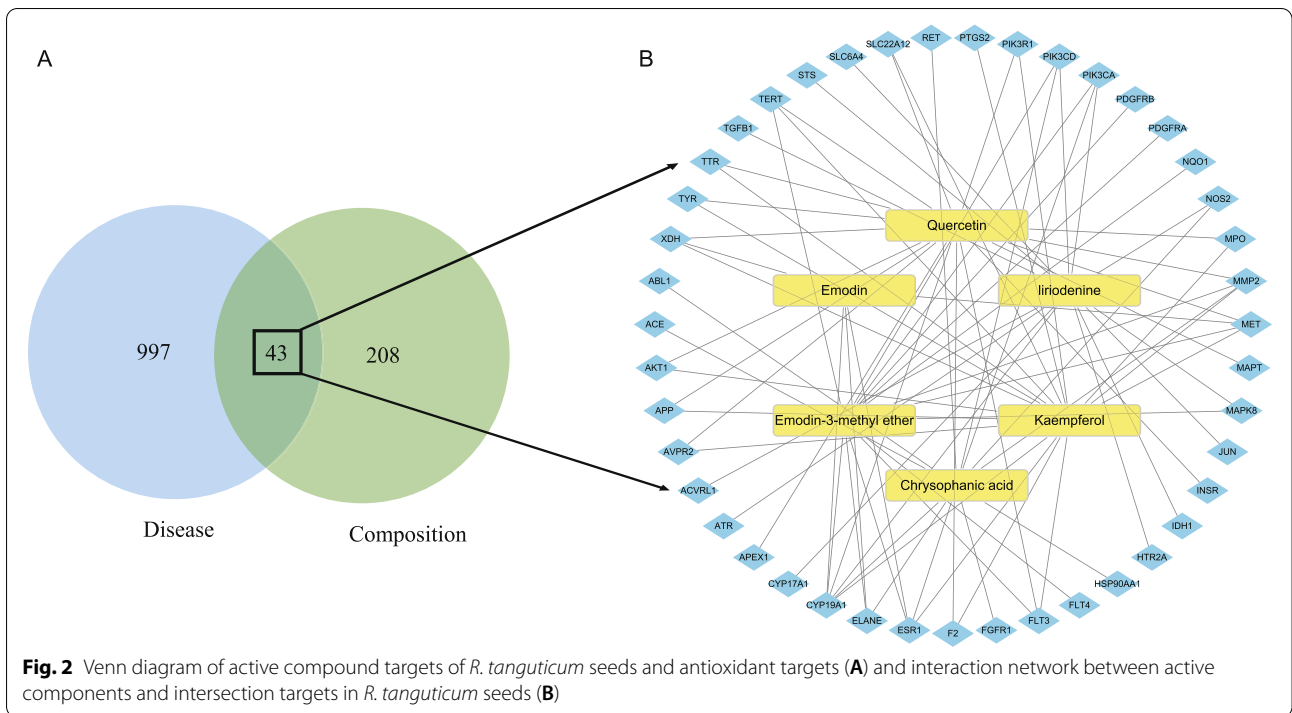 A
B
997
43
208
Disease
Composition
SLC22A12
RET
PTGS2
PIK3R1
PIK3CD
PIK3CA
PDGFRB
PDGFRA
NQO1
NOS2
MPO
MMP2
MET
MAPT
MAPK8
JUN
INSR
IDH1
HTR2A
HSP90AA1
FLT4
FLT3
FGFR1
F2
ESR1
ELANE
CYP19A1
CYP17A1
APEX1
ATR
ACVRL1
AVPR2
APP
AKT1
ACE
ABL1
XDH
TYR
TTR
TGFB1
TERT
STS
SLC6A4
Quercetin
Emodin
liriodenine
Emodin-3-methyl ether
Kaempferol
Chrysophanic acid
Fig. 2 Venn diagram of active compound targets of R. tanguticum seeds and antioxidant targets (A) and interaction network between active
components and intersection targets in R. tanguticum seeds (B)